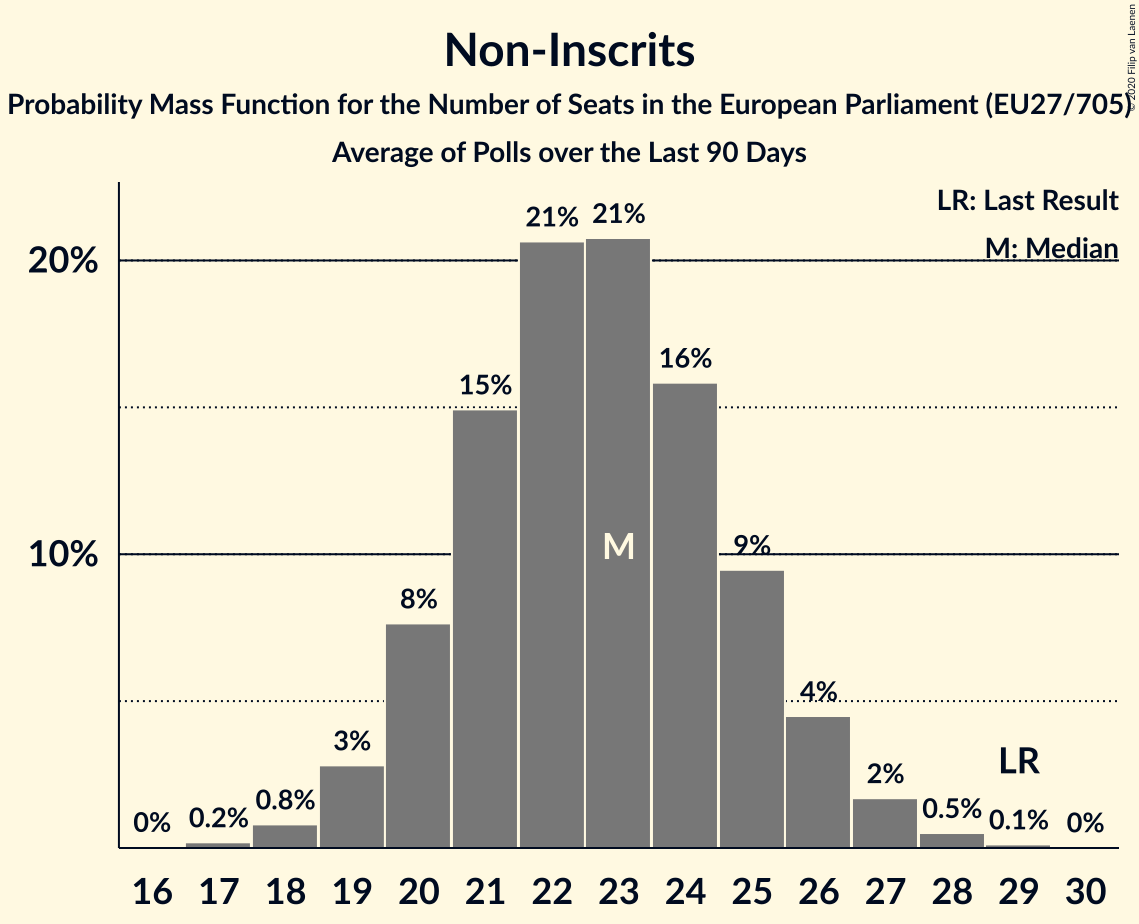 Non-Inscrits
Probability Mass Function for the Number of Seats in the European Parliament (EU27/705)
Average of Polls over the Last 90 Days
© 2020 Filip van Laenen
LR: Last Result
M: Median
20%
10%
0%
0.2%
0.8%
3%
8%
15%
21%
21%
16%
9%
4%
2%
0.5%
0.1%
0%
M
LR
16 17 18 19 20 21 22 23 24 25 26 27 28 29 30